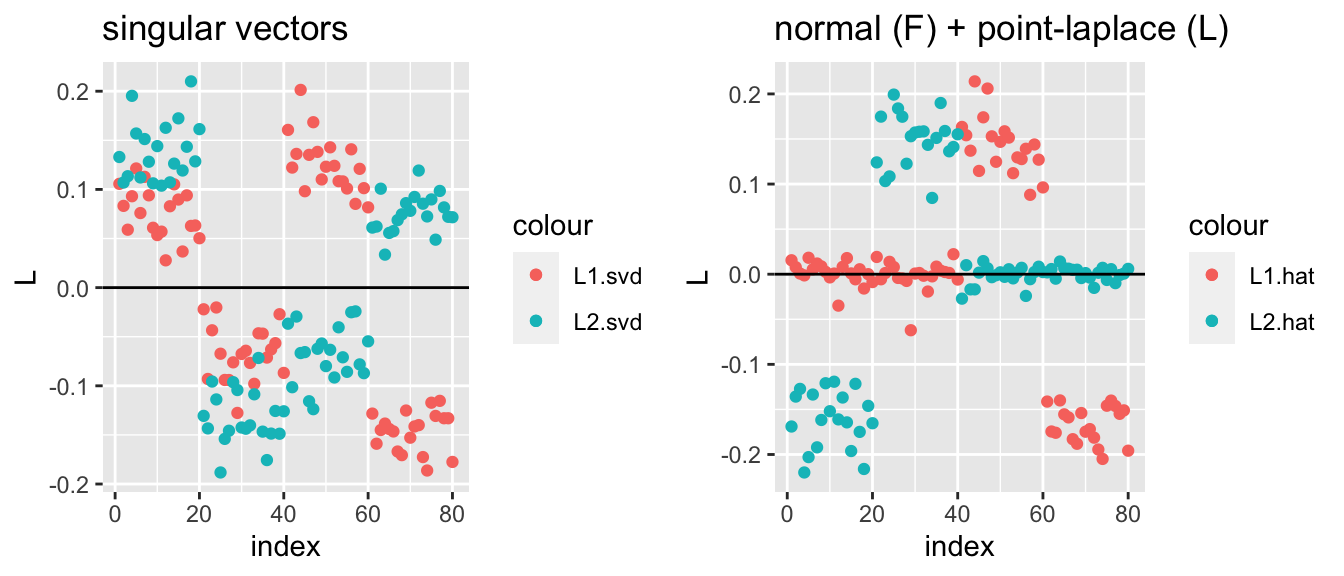 singular vectors
0.2
0.1
0.0
-0.1
-0.2
L
0 20 40 60 80
index
colour
L1.svd
L2.svd
normal (F) + point-laplace (L)
0.2
0.1
0.0
-0.1
-0.2
L
0 20 40 60 80
index
colour
L1.hat
L2.hat